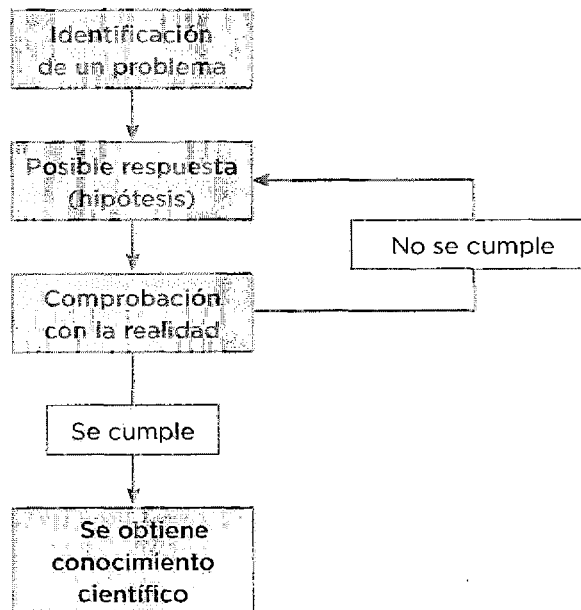 Identificación
de un problema
Posible respuesta
(hipótesis)
No se cumple
Comprobación
con la realidad
Se cumple
Se obtiene
conocimiento
científico